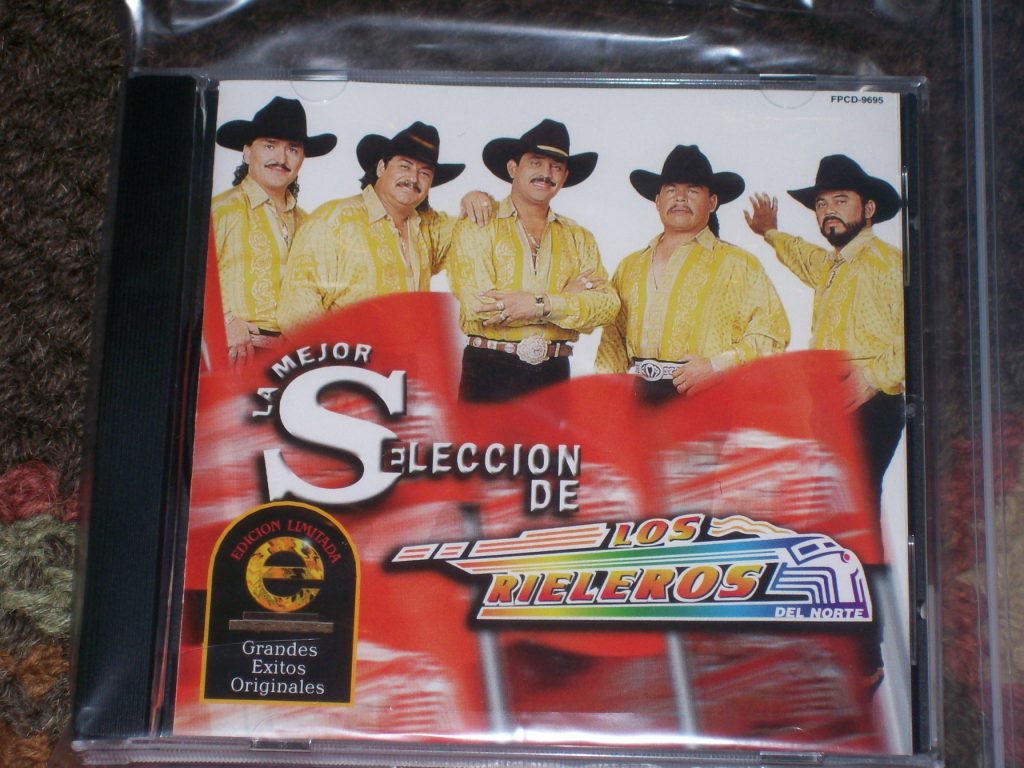 FPCD-9695
LA MEJOR
SELECCION
DE
LOS
RIELEROS
DEL NORTE
EDICION LIMITADA
e
Grandes
Exitos
Originales